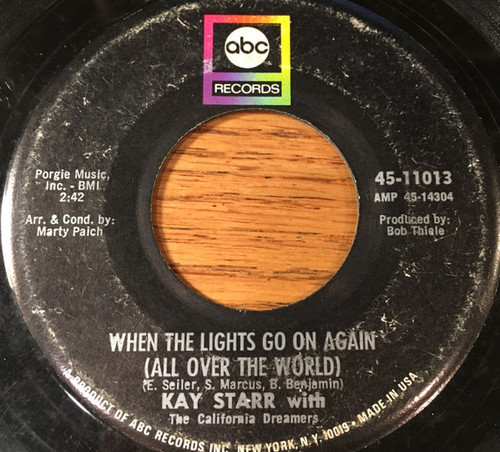 abc
RECORDS
Porgie Music,
Inc. - BMI
2:42
Arr. & Cond. by:
Marty Paich
45-11013
AMP 45-14304
Produced by:
Bob Thiele
WHEN THE LIGHTS GO ON AGAIN
(ALL OVER THE WORLD)
(E. Seiler, S. Marcus, B. Benjamin)
KAY STARR with
The California Dreamers
A PRODUCT OF ABC RECORDS INC. NEW YORK, N.Y. 10019 • MADE IN USA